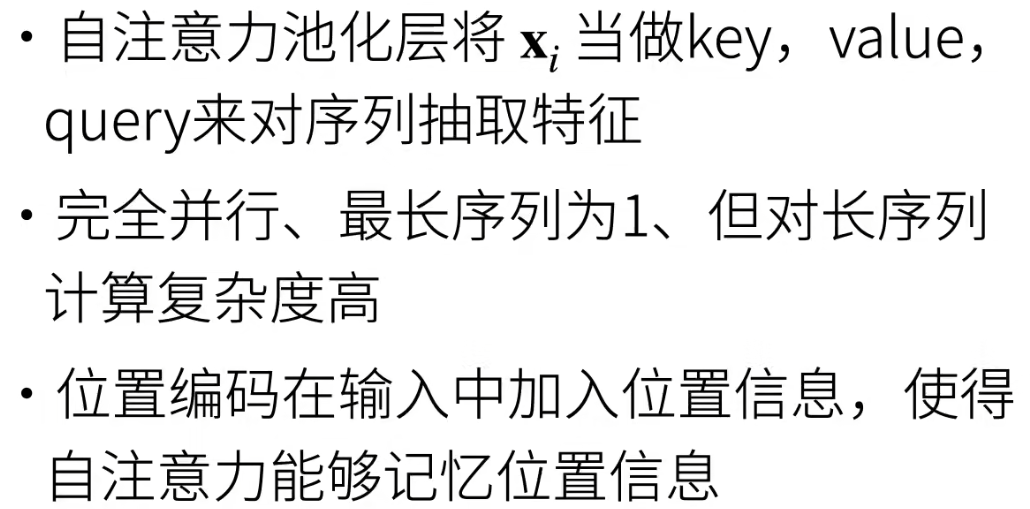 • 自注意力池化层将 xᵢ 当做key，value，
query来对序列抽取特征
• 完全并行、最长序列为1、但对长序列
计算复杂度高
• 位置编码在输入中加入位置信息，使得
自注意力能够记忆位置信息